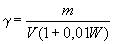 γ = m / V(1 + 0,01W)